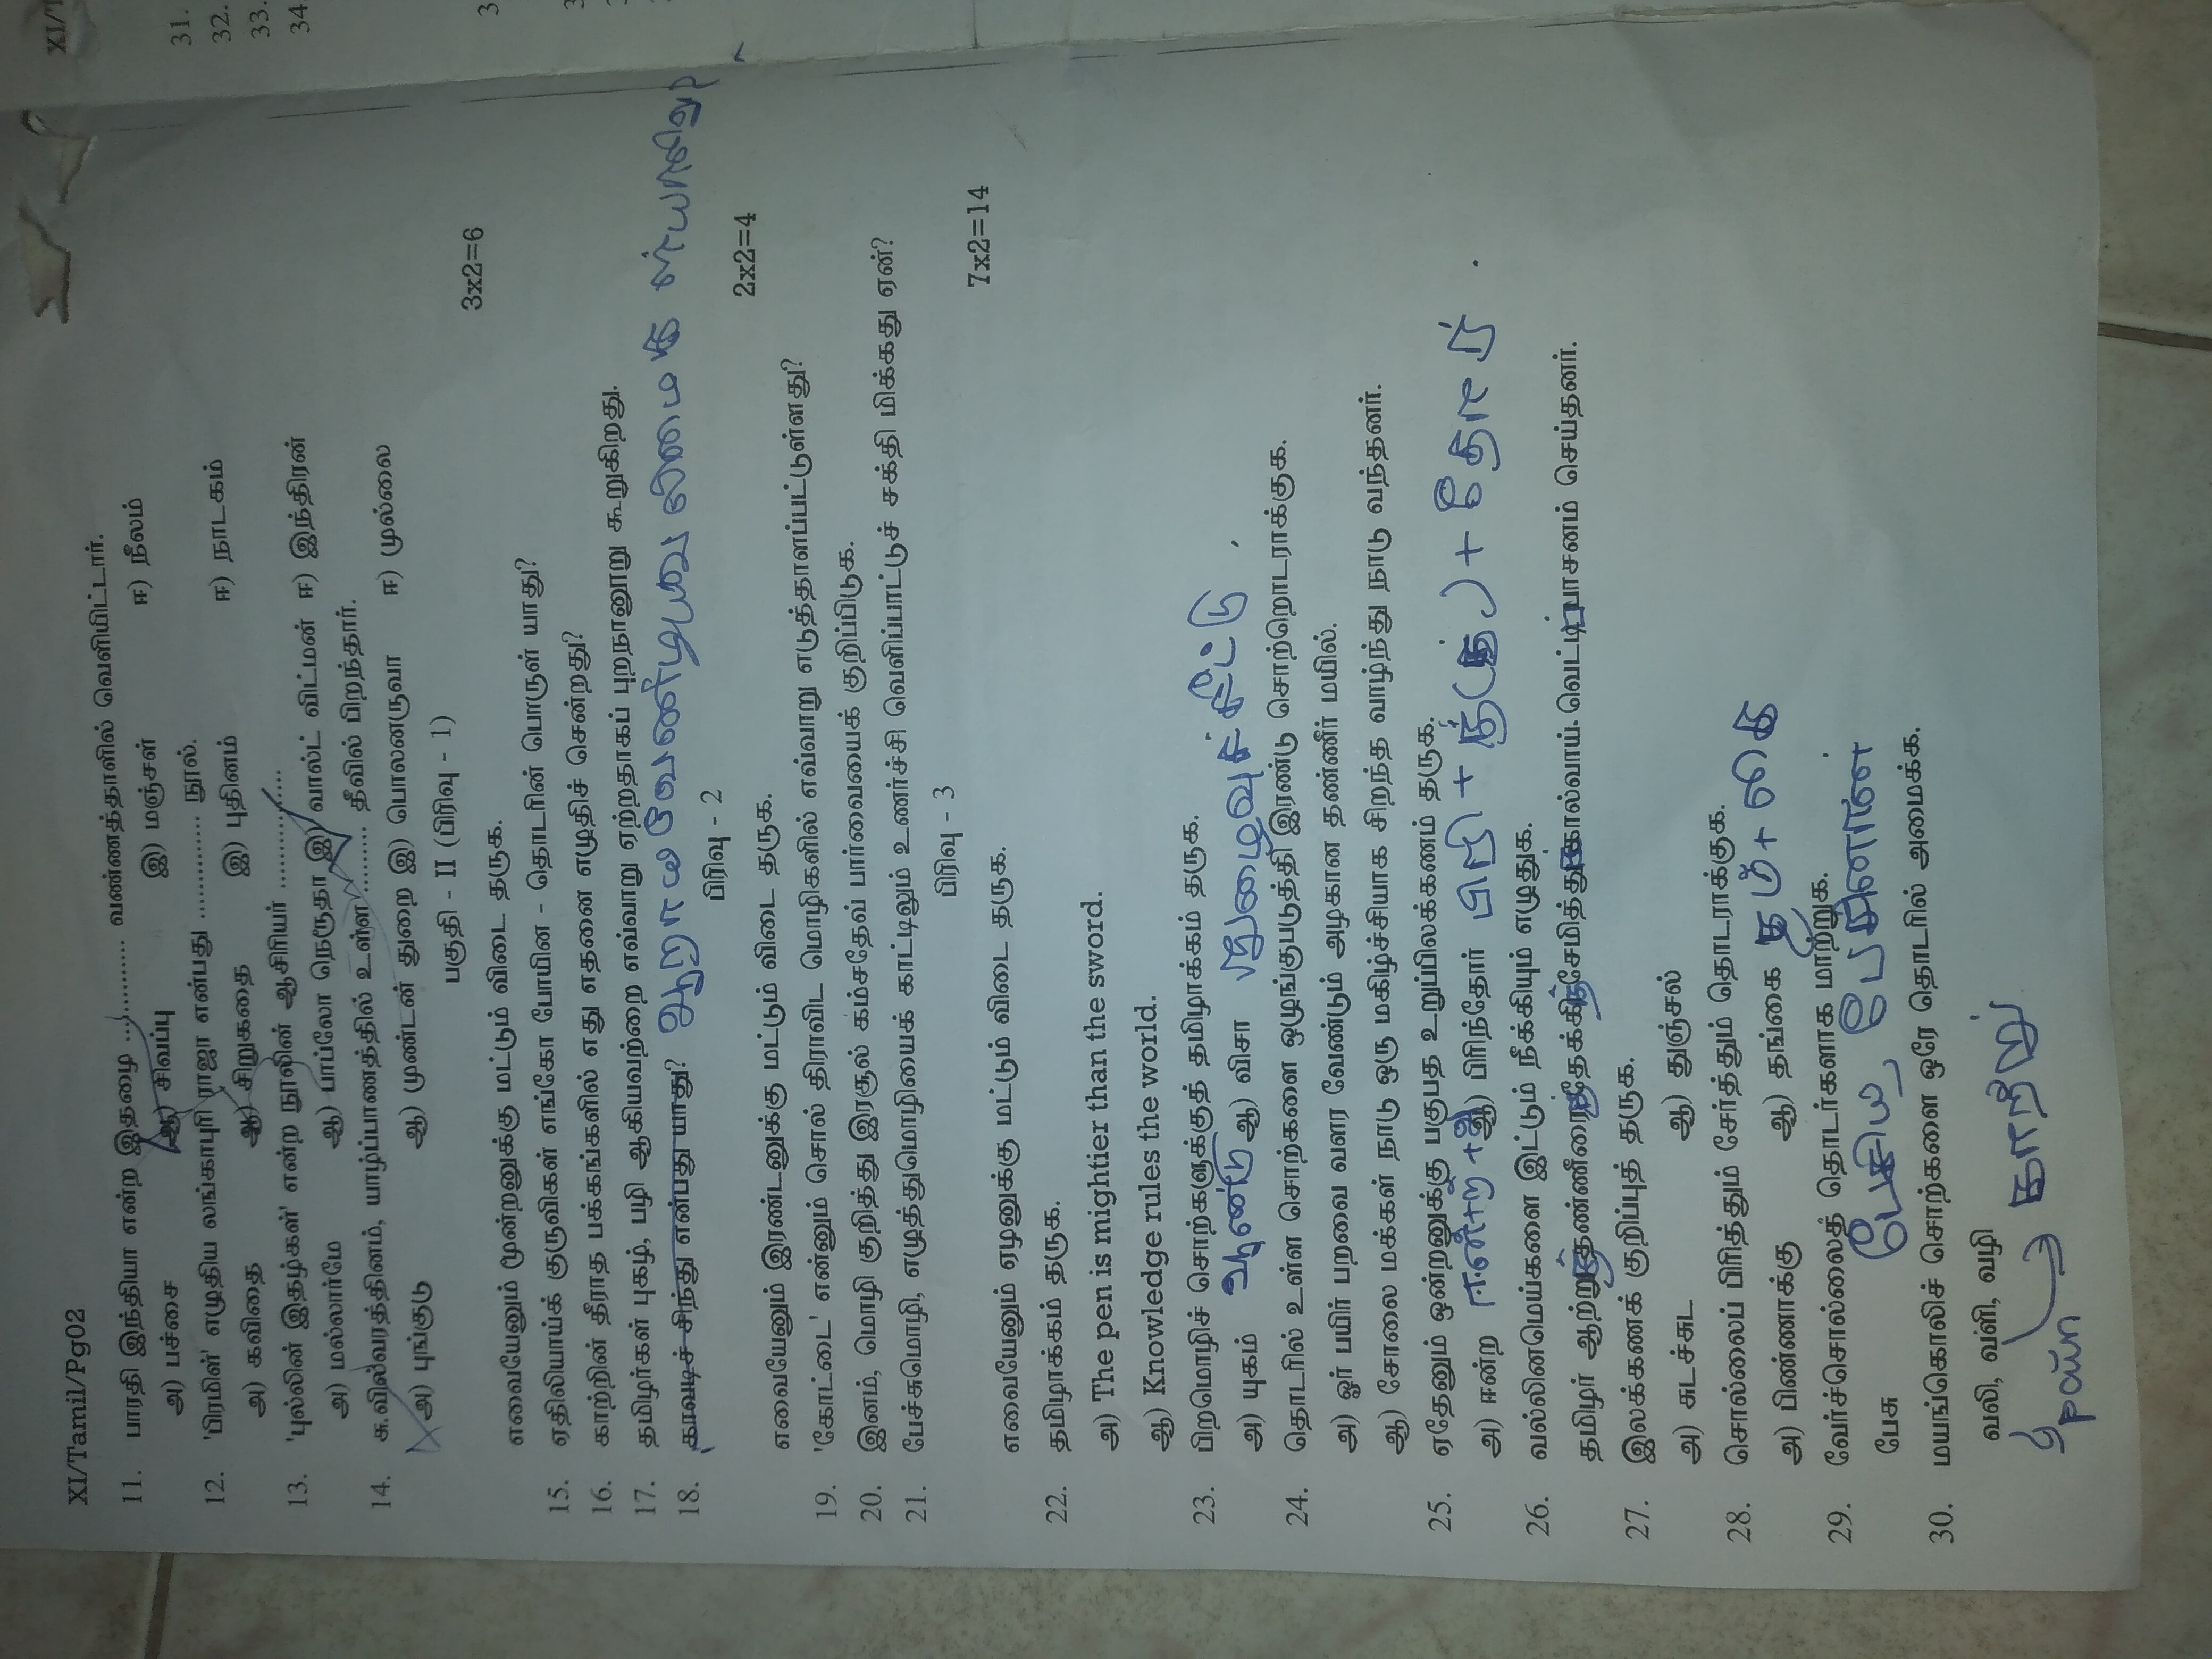 XI/Tamil/Pg02
11. பாரதி இந்தியா என்ற இதழை ............ வண்ணத்தாளில் வெளியிட்டார்.
அ) பச்சை ஆ) சிவப்பு இ) மஞ்சள் ஈ) நீலம்
12. 'பிரமிள்' எழுதிய லங்காபுரி ராஜா என்பது .............. நூல்.
அ) கவிதை ஆ) சிறுகதை இ) புதினம் ஈ) நாடகம்
13. 'புல்லின் இதழ்கள்' என்ற நூலின் ஆசிரியர் ................
அ) மல்லார்மே ஆ) பாப்லோ நெரூதா இ) வால்ட் விட்மன் ஈ) இந்திரன்
14. சு.வில்வரத்தினம், யாழ்ப்பாணத்தில் உள்ள ......... தீவில் பிறந்தார்.
அ) புங்குடு ஆ) முண்டன் துறை இ) பொலனருவா ஈ) முல்லை
பகுதி - II (பிரிவு - 1)
எவையேனும் மூன்றனுக்கு மட்டும் விடை தருக. 3x2=6
15. ஏதிலியாய்க் குருவிகள் எங்கோ போயின - தொடரின் பொருள் யாது?
16. காற்றின் தீராத பக்கங்களில் எது எதனை எழுதிச் சென்றது?
17. தமிழர்கள் புகழ், பழி ஆகியவற்றை எவ்வாறு ஏற்றதாகப் புறநானூறு கூறுகிறது.
18. காவடிச் சிந்து என்பது யாது? ஆறாய வேண்டிய
பிரிவு - 2
எவையேனும் இரண்டனுக்கு மட்டும் விடை தருக. 2x2=4
19. 'கோட்டை' என்னும் சொல் திராவிட மொழிகளில் எவ்வாறு எடுத்தாளப்பட்டுள்ளது?
20. இனம், மொழி குறித்து இரசூல் கம்சதேவ் பார்வையைக் குறிப்பிடுக.
21. பேச்சுமொழி, எழுத்துமொழியைக் காட்டிலும் உணர்ச்சி வெளிப்பாட்டுச் சக்தி மிக்கது ஏன்?
பிரிவு - 3
எவையேனும் ஏழனுக்கு மட்டும் விடை தருக. 7x2=14
22. தமிழாக்கம் தருக.
அ) The pen is mightier than the sword.
ஆ) Knowledge rules the world.
23. பிறமொழிச் சொற்களுக்குத் தமிழாக்கம் தருக.
அ) யுகம் ஆண்டு ஆ) விசா நுழைவுச்சீட்டு .
24. தொடரில் உள்ள சொற்களை ஒழுங்குபடுத்தி இரண்டு சொற்றொடராக்குக.
அ) ஓர் பயிர் பறவை வளர வேண்டும் அழகான தண்ணீர் மயில்.
ஆ) சோலை மக்கள் நாடு ஒரு மகிழ்ச்சியாக சிறந்த வாழ்ந்து நாடு வந்தனர்.
25. ஏதேனும் ஒன்றனுக்கு பகுபத உறுப்பிலக்கணம் தருக.
அ) ஈன்ற ஈன்+ற்+அ ஆ) பிரிந்தோர் பிரி + த்(ந்) + தோர் .
26. வல்லினமெய்களை இட்டும் நீக்கியும் எழுதுக.
தமிழர் ஆற்று தண்ணீரை தேக்கி சேமித்து கால்வாய். வெட்டி பாசனம் செய்தனர்.
27. இலக்கணக் குறிப்புத் தருக.
அ) சுடச்சுட ஆ) துஞ்சல்
28. சொல்லைப் பிரித்தும் சேர்த்தும் தொடராக்குக.
அ) பிண்ணாக்கு ஆ) தங்கை தம் + கை
29. வேர்ச்சொல்லைத் தொடர்களாக மாற்றுக.
பேசு பேசிய, பேசினான்
30. மயங்கொலிச் சொற்களை ஒரே தொடரில் அமைக்க.
வலி, வளி, வழி
pain காற்று
XI/
31.
32.
33.
34